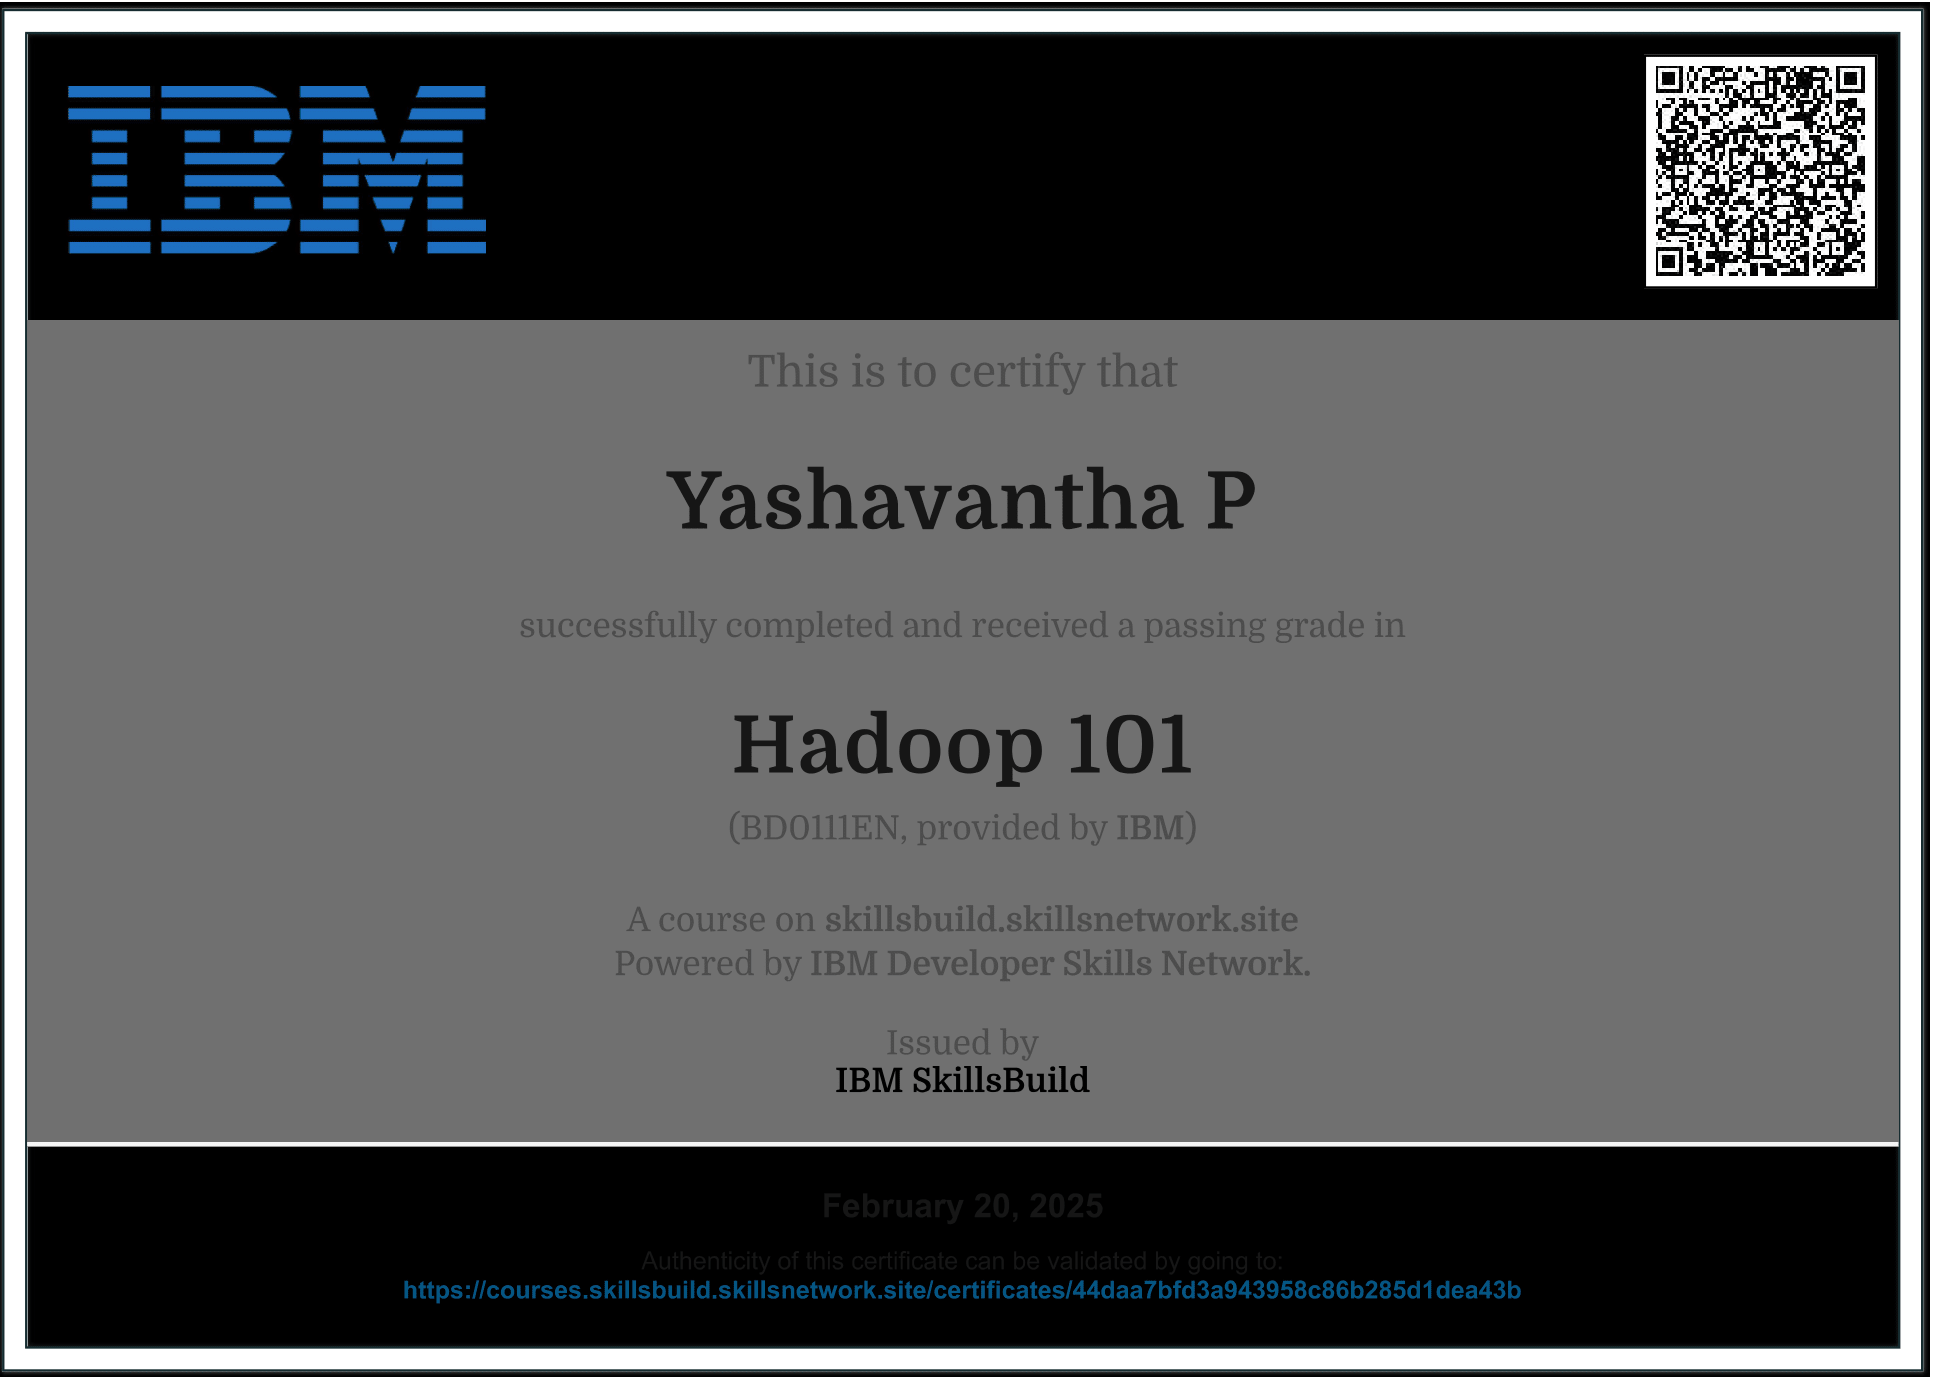 IBM
This is to certify that
Yashavantha P
successfully completed and received a passing grade in
Hadoop 101
(BD0111EN, provided by IBM)
A course on skillsbuild.skillsnetwork.site
Powered by IBM Developer Skills Network.
Issued by
IBM SkillsBuild
February 20, 2025
Authenticity of this certificate can be validated by going to:
https://courses.skillsbuild.skillsnetwork.site/certificates/44daa7bfd3a943958c86b285d1dea43b